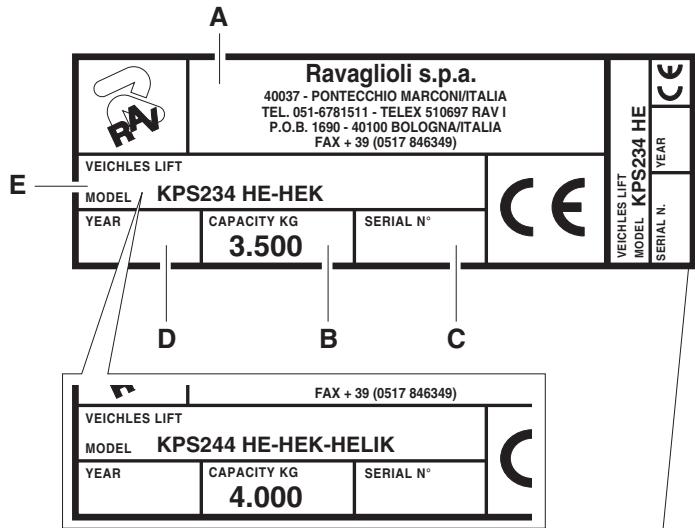 A
RAV
Ravaglioli s.p.a.
40037 - PONTECCHIO MARCONI/ITALIA
TEL. 051-6781511 - TELEX 510697 RAV I
P.O.B. 1690 - 40100 BOLOGNA/ITALIA
FAX + 39 (0517 846349)
E
VEICHLES LIFT
MODEL KPS234 HE-HEK
YEAR
CAPACITY KG
3.500
SERIAL N°
CE
VEICHLES LIFT
MODEL KPS234 HE
SERIAL N.
YEAR
CE
D
B
C
FAX + 39 (0517 846349)
VEICHLES LIFT
MODEL KPS244 HE-HEK-HELIK
YEAR
CAPACITY KG
4.000
SERIAL N°
C